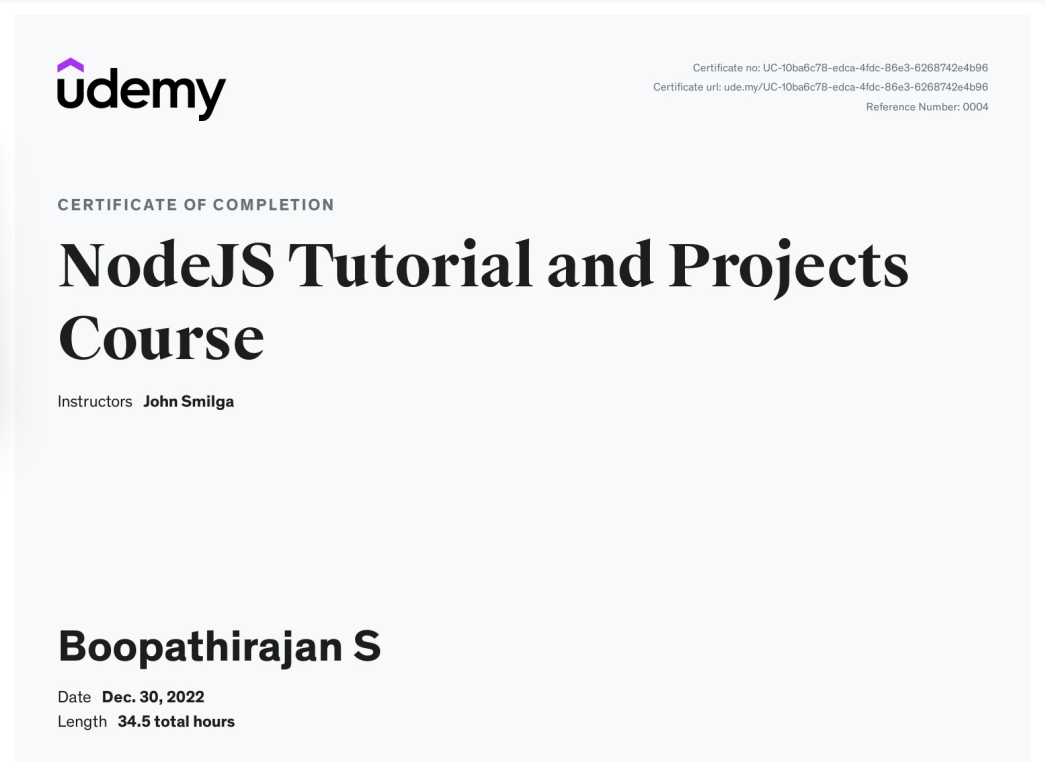 udemy
Certificate no: UC-10ba6c78-edca-4fdc-86e3-6268742e4b96
Certificate url: ude.my/UC-10ba6c78-edca-4fdc-86e3-6268742e4b96
Reference Number: 0004
CERTIFICATE OF COMPLETION
NodeJS Tutorial and Projects
Course
Instructors John Smilga
Boopathirajan S
Date Dec. 30, 2022
Length 34.5 total hours